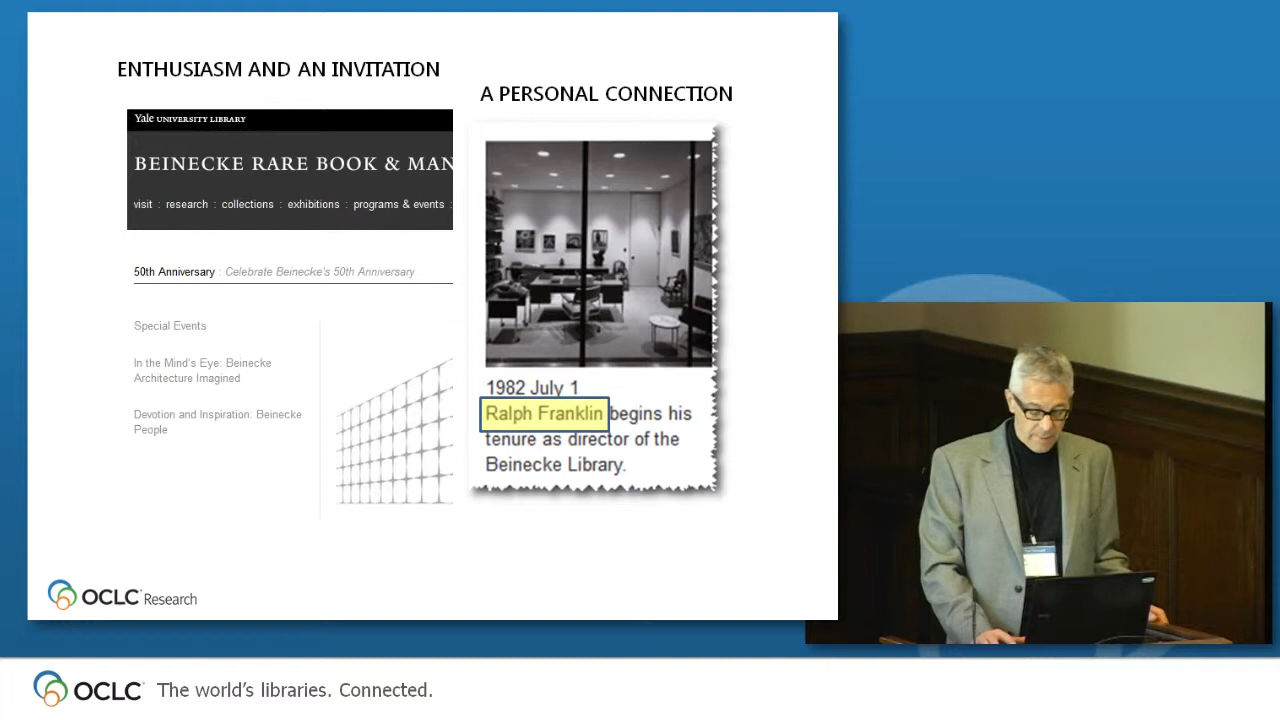 ENTHUSIASM AND AN INVITATION
A PERSONAL CONNECTION
Yale UNIVERSITY LIBRARY
BEINECKE RARE BOOK & MAN
visit : research : collections : exhibitions : programs & events :
50th Anniversary : Celebrate Beinecke's 50th Anniversary
Special Events
In the Mind's Eye: Beinecke
Architecture Imagined
Devotion and Inspiration: Beinecke
People
1982 July 1
Ralph Franklin begins his
tenure as director of the
Beinecke Library.
OCLC Research
OCLC The world's libraries. Connected.